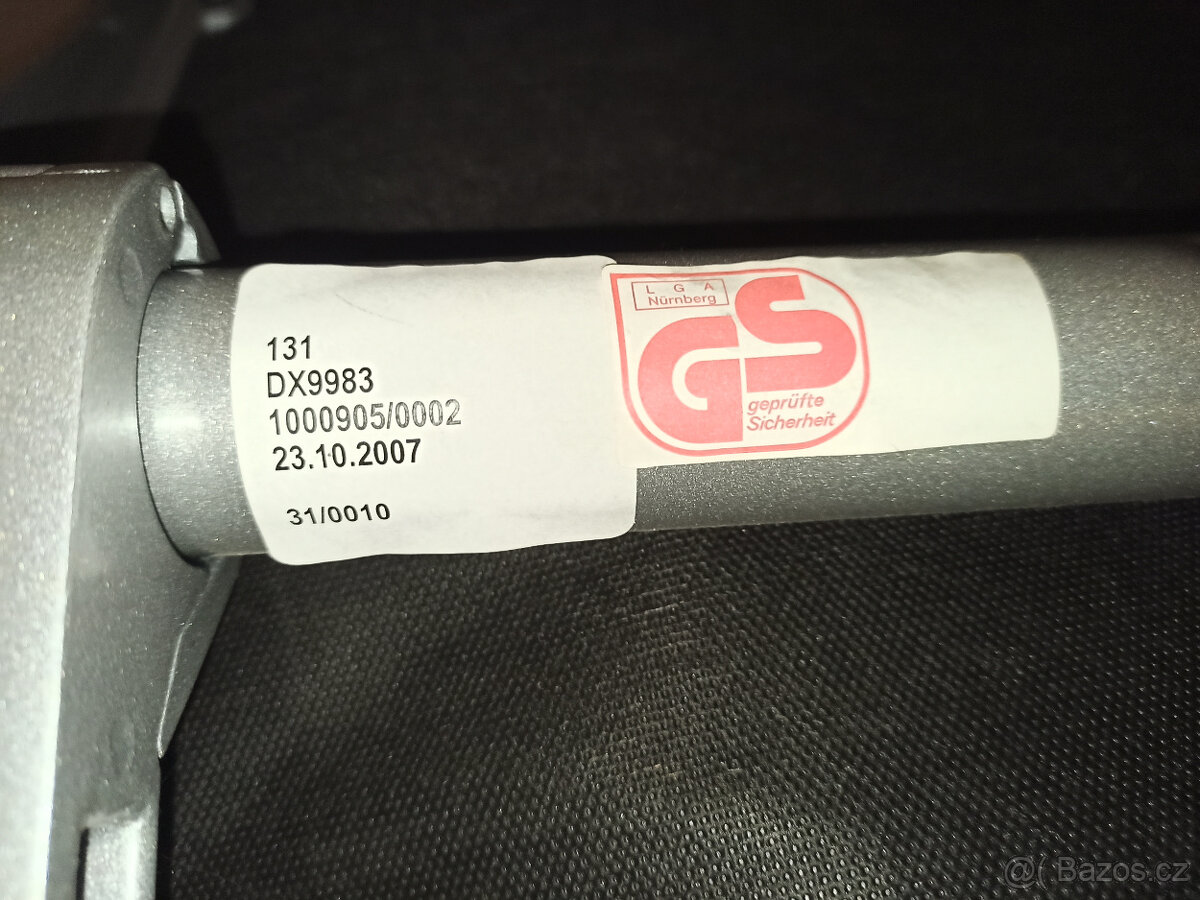 131
DX9983
1000905/0002
23.10.2007
31/0010
L G A
Nürnberg
GS
geprüfte
Sicherheit
@( Bazos.cz